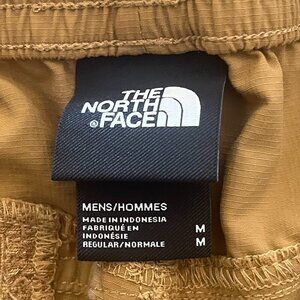 THE
NORTH
FACE
®
MENS/HOMMES
MADE IN INDONESIA
FABRIQUÉ EN M
INDONÉSIE
REGULAR/NORMALE M